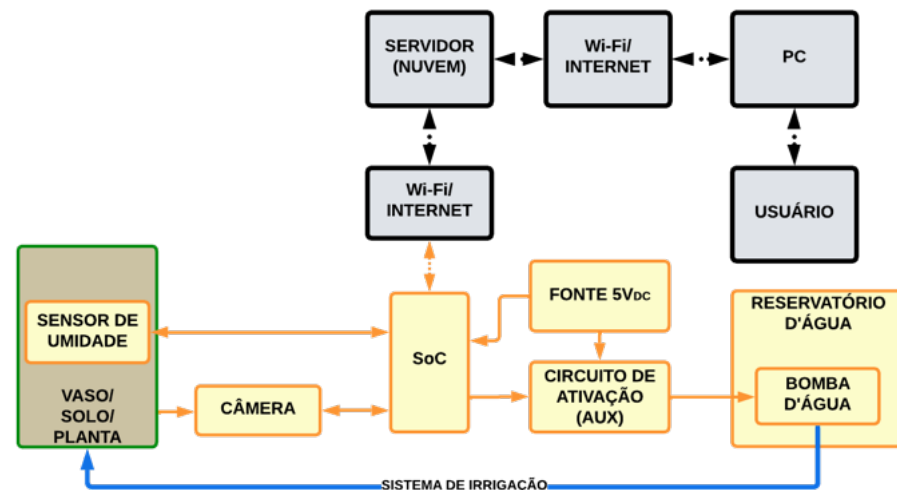 SERVIDOR
(NUVEM)
Wi-Fi/
INTERNET
PC
Wi-Fi/
INTERNET
USUÁRIO
FONTE 5VDC
RESERVATÓRIO
D'ÁGUA
SENSOR DE
UMIDADE
SoC
CIRCUITO DE
ATIVAÇÃO
(AUX)
BOMBA
D'ÁGUA
VASO/
SOLO/
PLANTA
CÂMERA
SISTEMA DE IRRIGAÇÃO